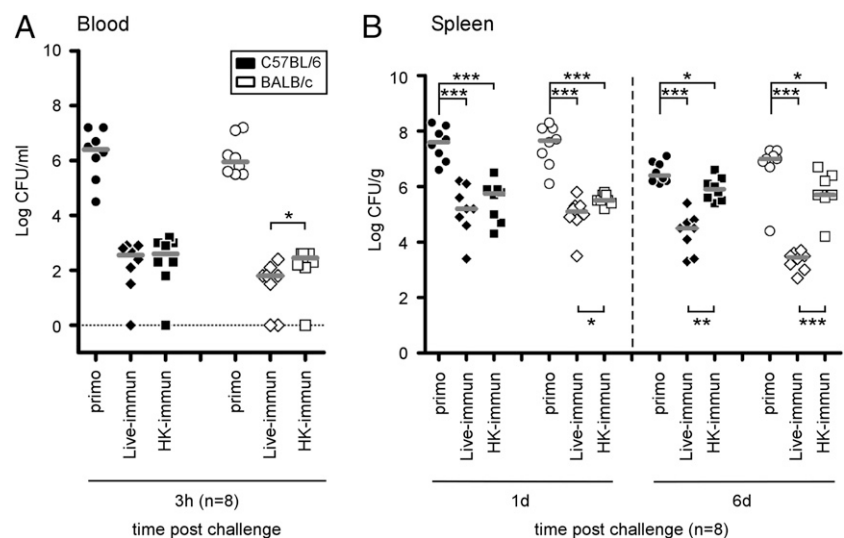 A Blood
10
8
6
4
2
0
Log CFU/ml
C57BL/6
BALB/c
*
primo
Live-immun
HK-immun
primo
Live-immun
HK-immun
3h (n=8)
time post challenge
B Spleen
10
8
6
4
2
0
Log CFU/g
***
***
***
***
*
***
*
***
*
**
***
primo
Live-immun
HK-immun
primo
Live-immun
HK-immun
primo
Live-immun
HK-immun
primo
Live-immun
HK-immun
1d
6d
time post challenge (n=8)